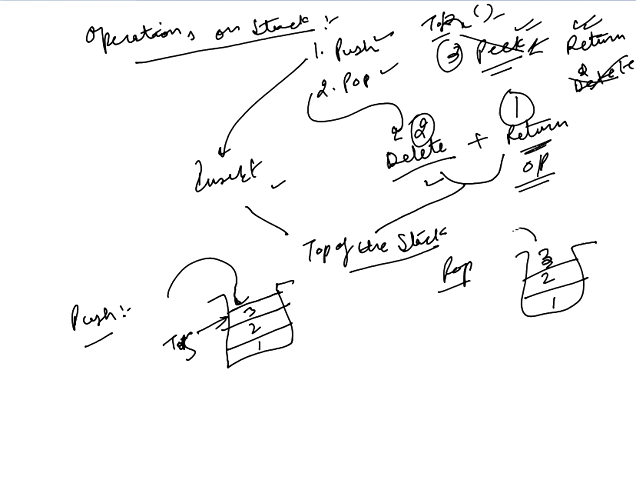 Operations on Stack :-
1. Push
2. Pop
Top()
3 Peek
Return
2
Delete
Insert
2
Delete + 
1
Return
OP
Top of the Stack
Push :-
Top
3
2
1
Pop
3
2
1